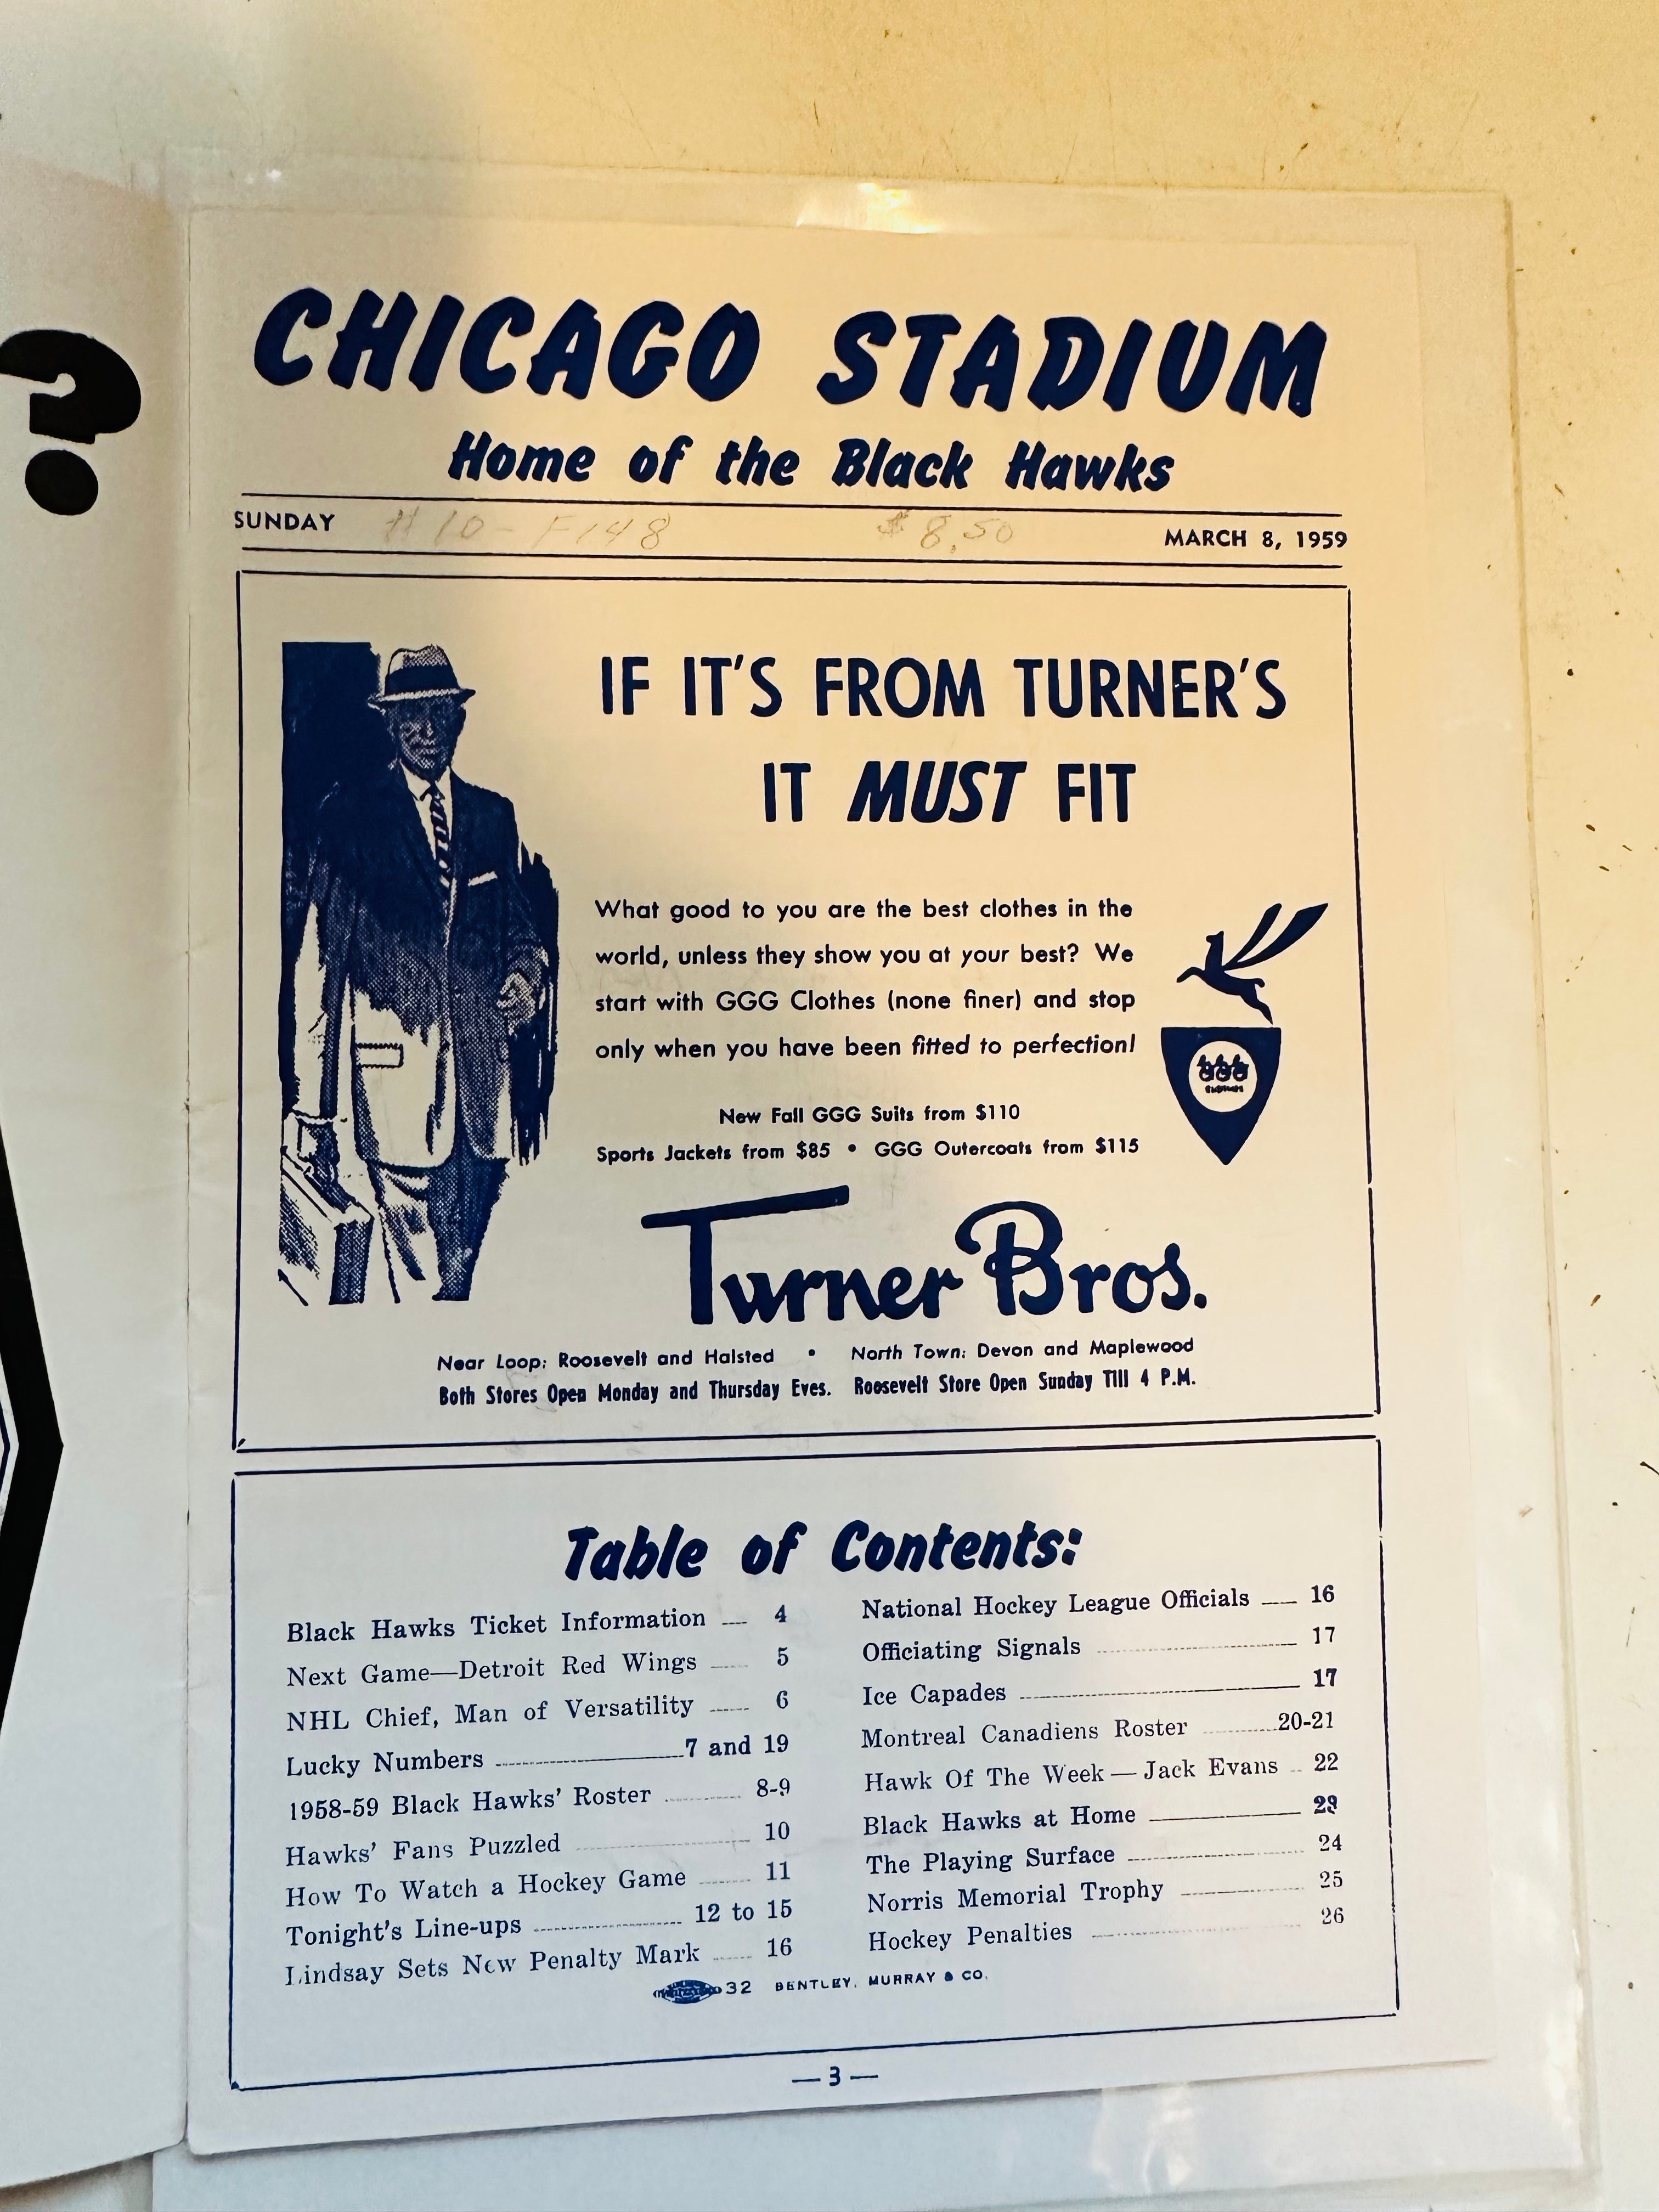 CHICAGO STADIUM
Home of the Black Hawks
SUNDAY #10-F148 $8.50 MARCH 8, 1959
IF IT'S FROM TURNER'S
IT MUST FIT
What good to you are the best clothes in the
world, unless they show you at your best? We
start with GGG Clothes (none finer) and stop
only when you have been fitted to perfection!
GGG
New Fall GGG Suits from $110
Sports Jackets from $85 • GGG Outercoats from $115
Turner Bros.
Near Loop: Roosevelt and Halsted • North Town: Devon and Maplewood
Both Stores Open Monday and Thursday Eves. Roosevelt Store Open Sunday Till 4 P.M.
Table of Contents:
Black Hawks Ticket Information 4
Next Game—Detroit Red Wings 5
NHL Chief, Man of Versatility 6
Lucky Numbers 7 and 19
1958-59 Black Hawks' Roster 8-9
Hawks' Fans Puzzled 10
How To Watch a Hockey Game 11
Tonight's Line-ups 12 to 15
Lindsay Sets New Penalty Mark 16
National Hockey League Officials 16
Officiating Signals 17
Ice Capades 17
Montreal Canadiens Roster 20-21
Hawk Of The Week — Jack Evans 22
Black Hawks at Home 23
The Playing Surface 24
Norris Memorial Trophy 25
Hockey Penalties 26
32 BENTLEY, MURRAY & CO.
— 3 —
?